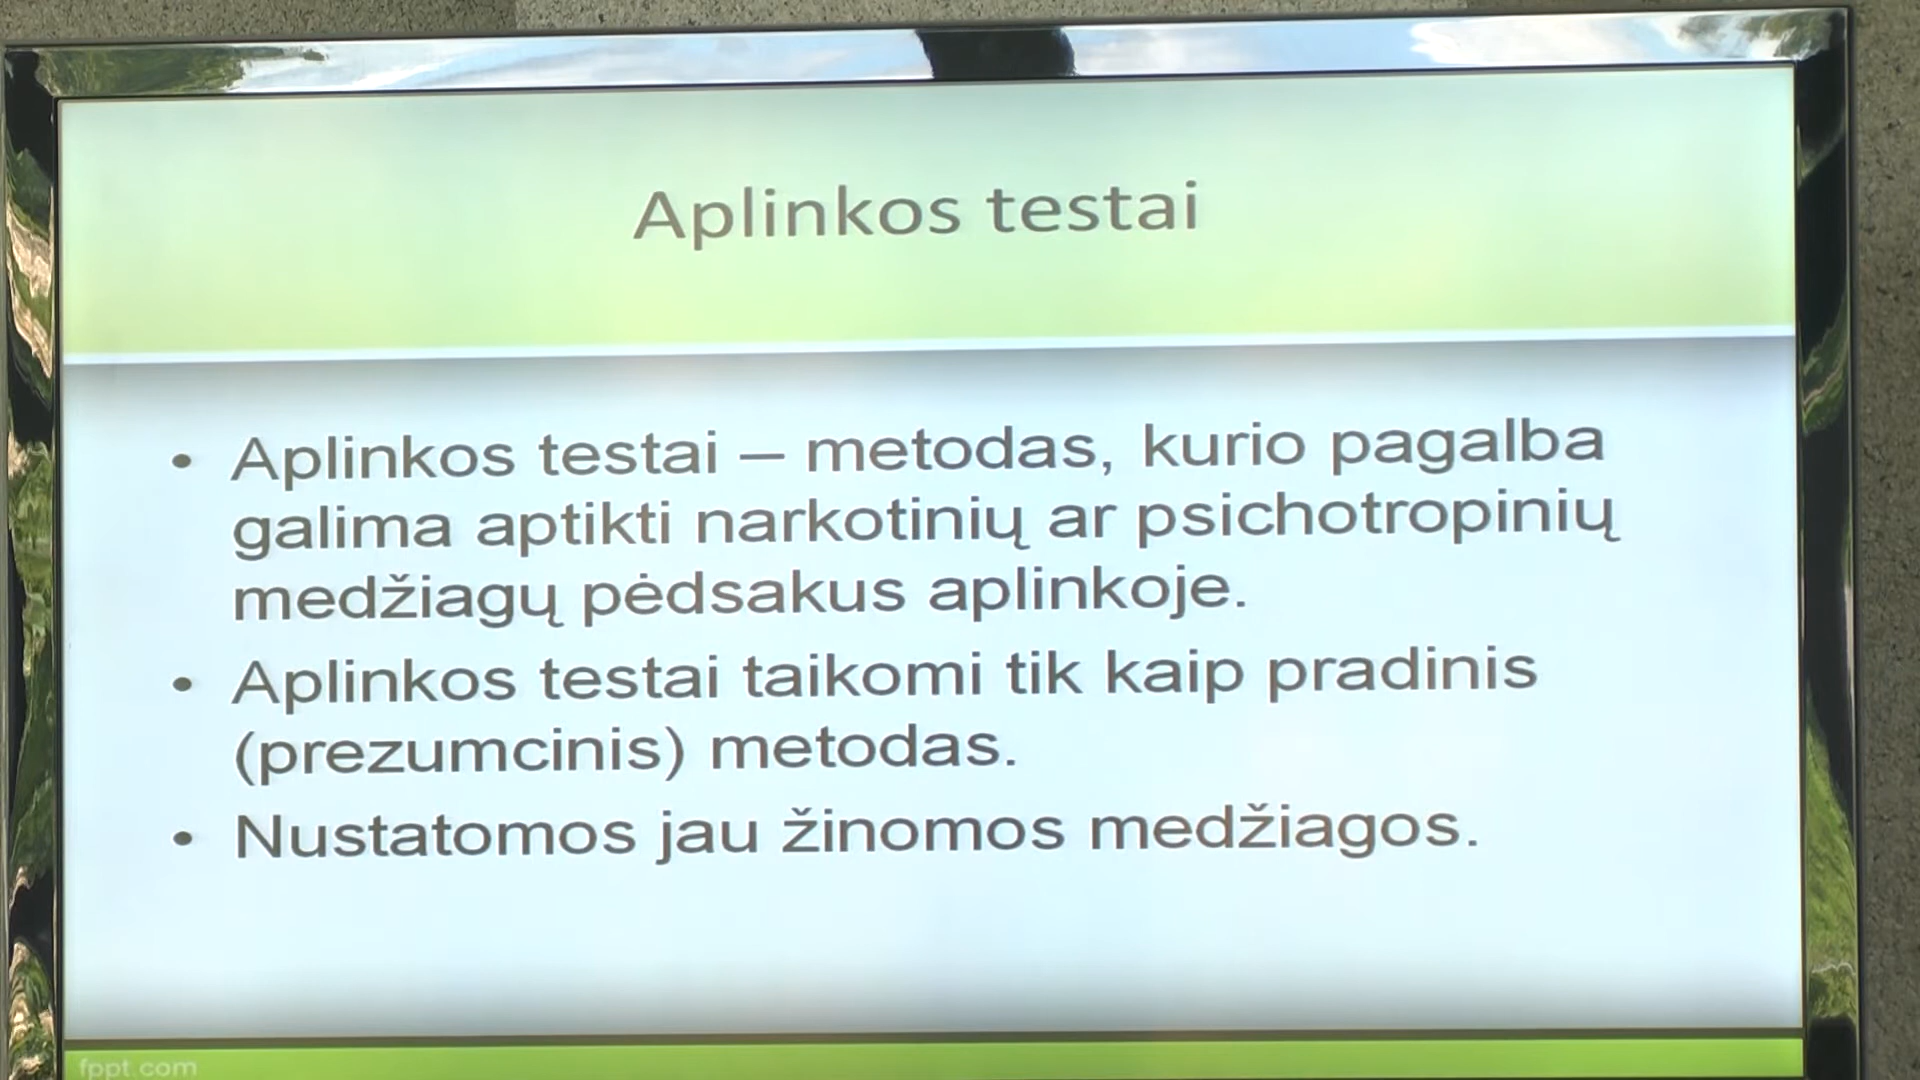 Aplinkos testai
• Aplinkos testai – metodas, kurio pagalba
galima aptikti narkotinių ar psichotropinių
medžiagų pėdsakus aplinkoje.
• Aplinkos testai taikomi tik kaip pradinis
(prezumcinis) metodas.
• Nustatomos jau žinomos medžiagos.
fppt.com